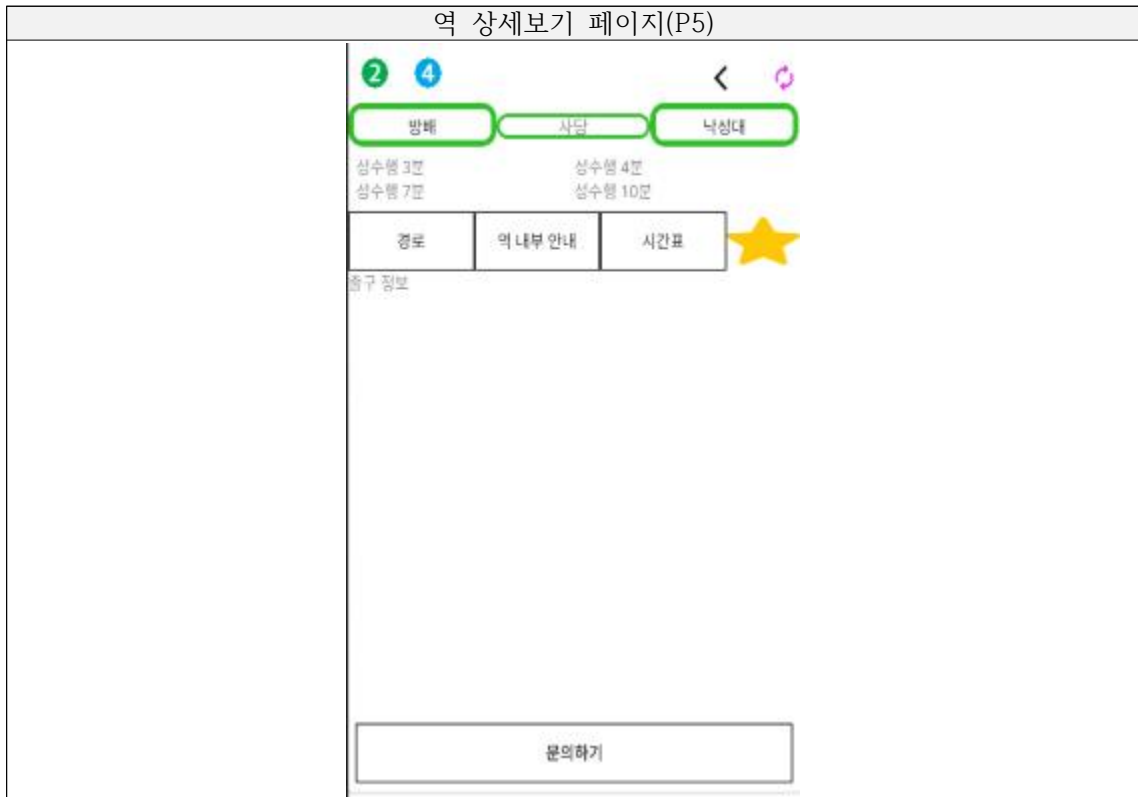 역 상세보기 페이지(P5)
2 4
방배 사당 낙성대
성수행 3분 성수행 4분
성수행 7분 성수행 10분
경로 역 내부 안내 시간표
출구 정보
문의하기